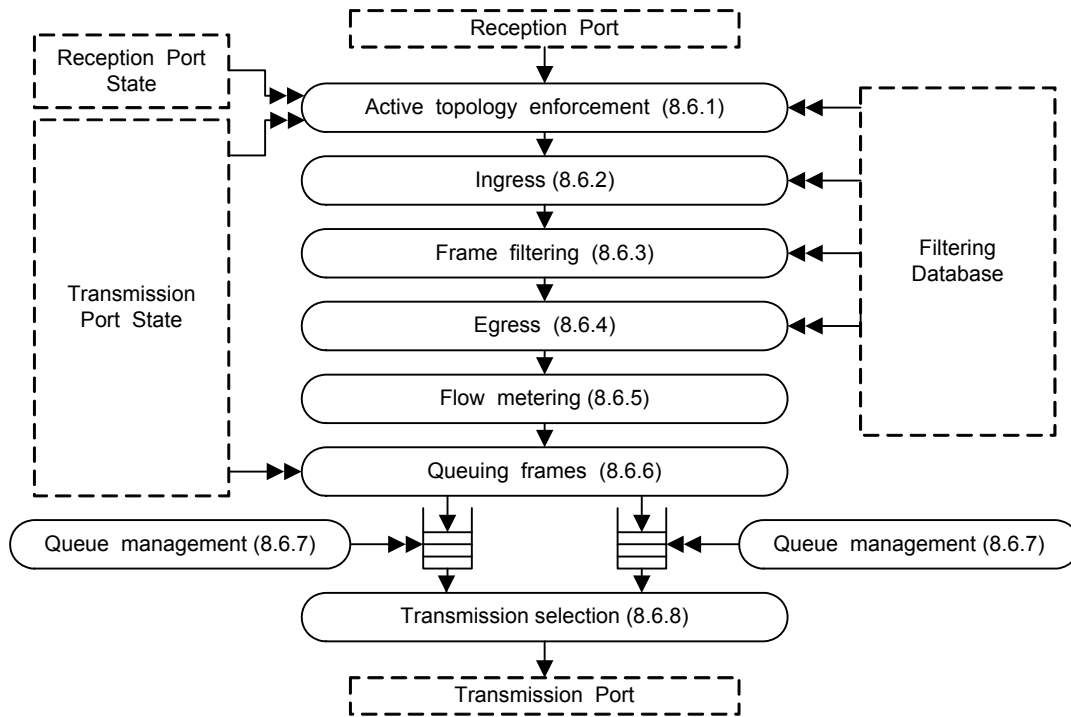 Reception Port
Reception Port
State
Active topology enforcement (8.6.1)
Ingress (8.6.2)
Frame filtering (8.6.3)
Filtering
Database
Transmission
Port State
Egress (8.6.4)
Flow metering (8.6.5)
Queuing frames (8.6.6)
Queue management (8.6.7)
Queue management (8.6.7)
Transmission selection (8.6.8)
Transmission Port